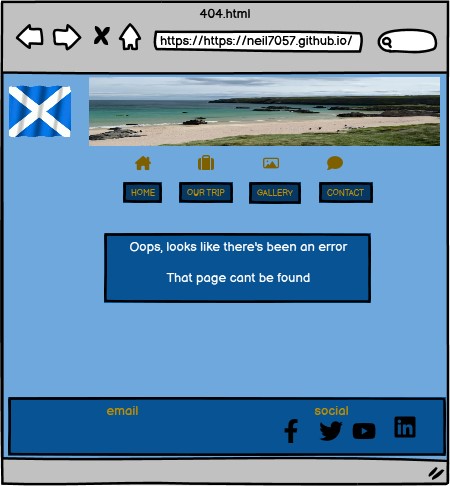 404.html
https://https://neil7057.github.io/
HOME
OUR TRIP
GALLERY
CONTACT
Oops, looks like there's been an error
That page cant be found
email
social